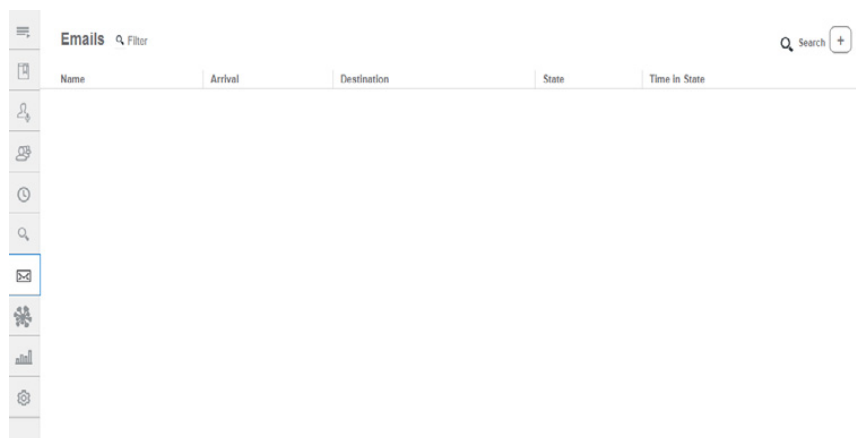 Emails Filter
Search +
Name Arrival Destination State Time in State